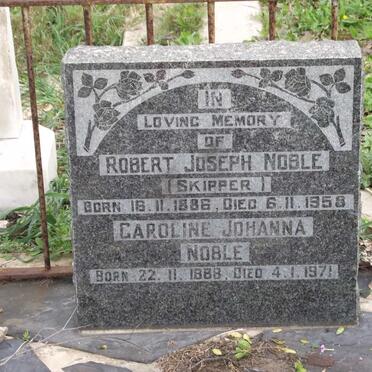 IN
LOVING MEMORY
OF
ROBERT JOSEPH NOBLE
(SKIPPER)
BORN 16.11.1886, DIED 6.11.1958
CAROLINE JOHANNA
NOBLE
BORN 22.11.1888, DIED 4.1.1971